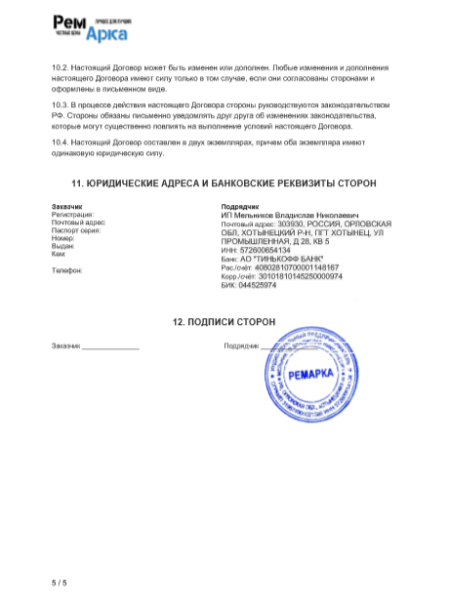 Рем
ЛУЧШЕЕ ДЛЯ ЛУЧШИХ
ЧЕСТНЫЕ ЦЕНЫ
Арка
10.2. Настоящий Договор может быть изменен или дополнен. Любые изменения и дополнения
настоящего Договора имеют силу только в том случае, если они согласованы сторонами и
оформлены в письменном виде.
10.3. В процессе действия настоящего Договора стороны руководствуются законодательством
РФ. Стороны обязаны письменно уведомлять друг друга об изменениях законодательства,
которые могут существенно повлиять на выполнение условий настоящего Договора.
10.4. Настоящий Договор составлен в двух экземплярах, причем оба экземпляра имеют
одинаковую юридическую силу.
11. ЮРИДИЧЕСКИЕ АДРЕСА И БАНКОВСКИЕ РЕКВИЗИТЫ СТОРОН
Заказчик
Регистрация:
Почтовый адрес:
Паспорт серия:
Номер:
Выдан:
Кем:
Телефон:
Подрядчик
ИП Мельников Владислав Николаевич
Почтовый адрес: 303930, РОССИЯ, ОРЛОВСКАЯ
ОБЛ, ХОТЫНЕЦКИЙ Р-Н, ПГТ ХОТЫНЕЦ, УЛ
ПРОМЫШЛЕННАЯ, Д 28, КВ 5
ИНН: 572600654134
Банк: АО "ТИНЬКОФФ БАНК"
Рас./счёт: 40802810700001148167
Корр./счёт: 30101810145250000974
БИК: 044525974
12. ПОДПИСИ СТОРОН
Заказчик _______________
Подрядчик
РЕМАРКА
5 / 5